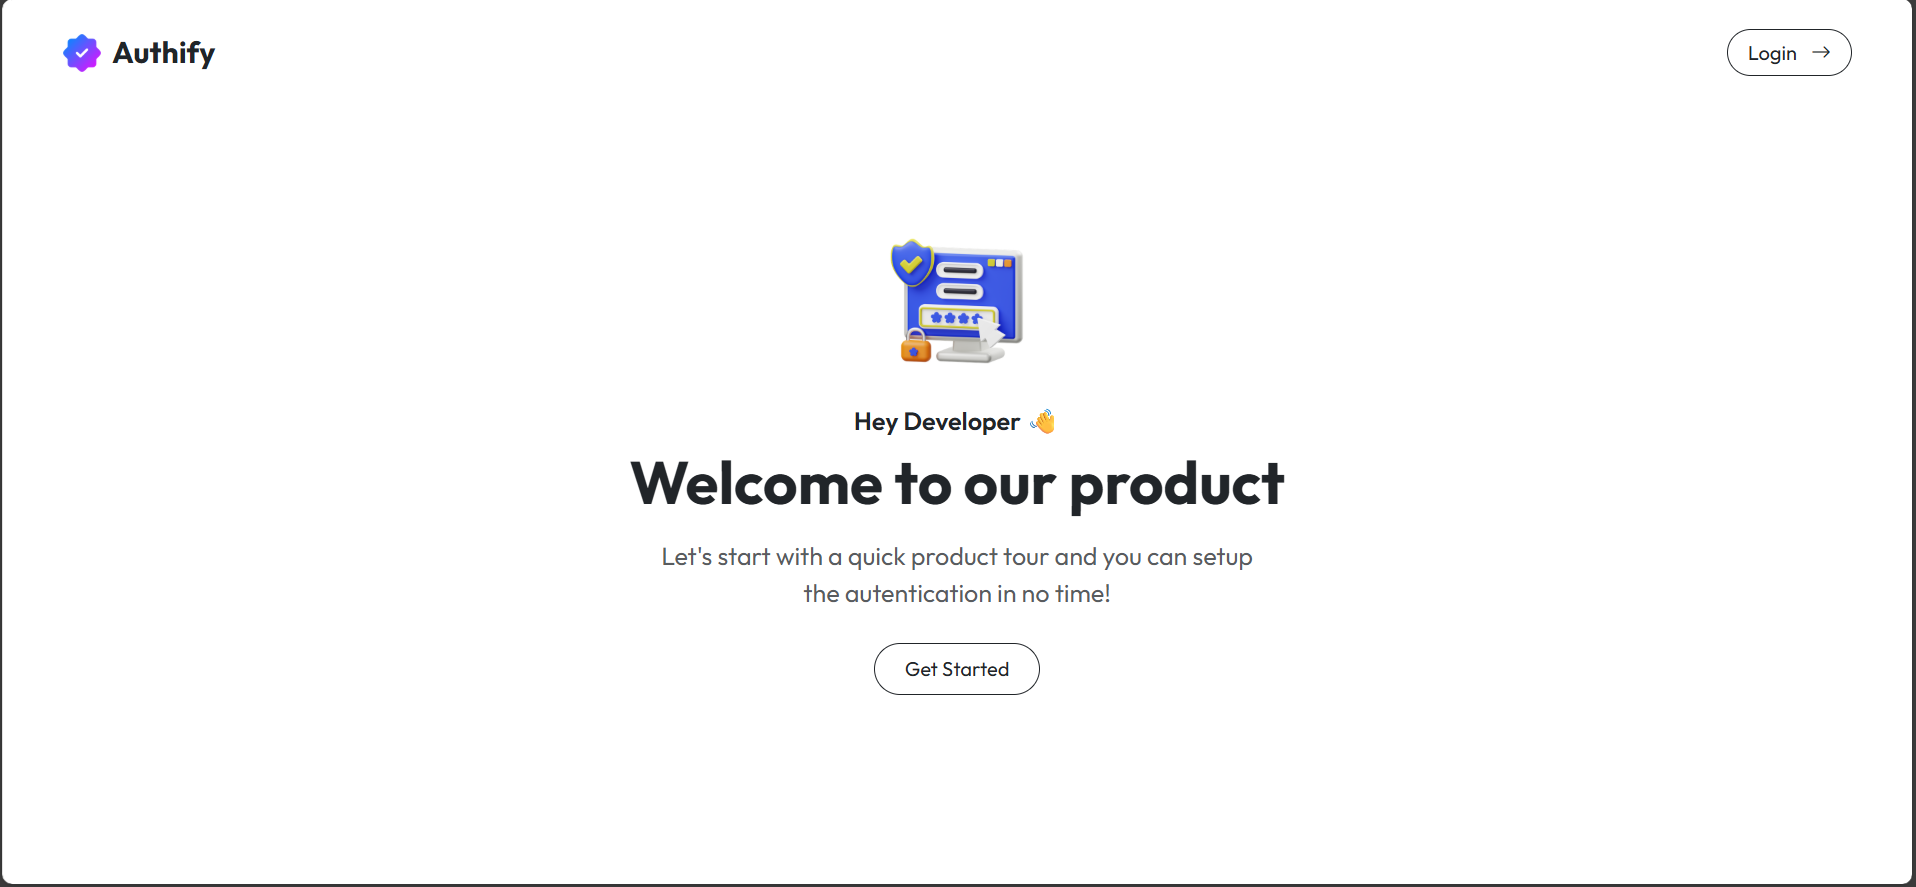 Authify
Login
Hey Developer 👋
Welcome to our product
Let's start with a quick product tour and you can setup
the autentication in no time!
Get Started